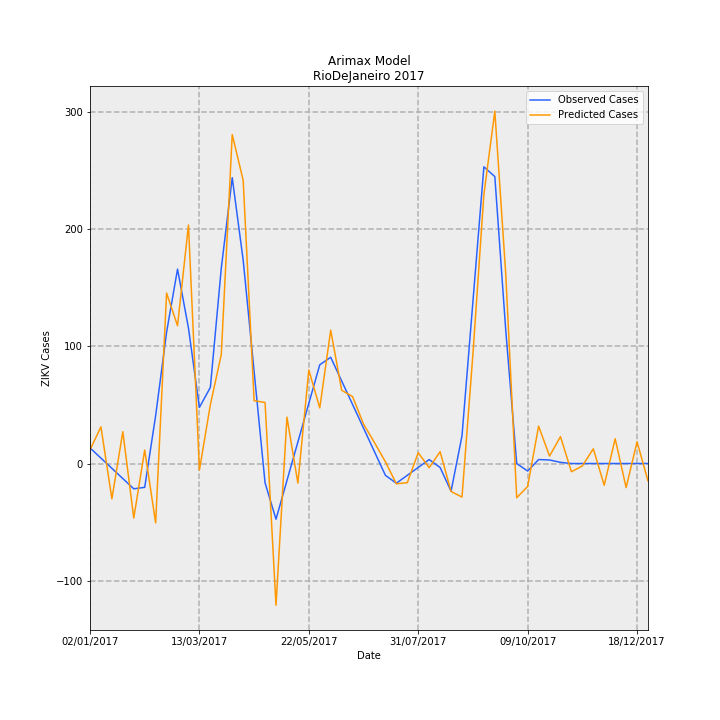 Arimax Model
RioDeJaneiro 2017
Observed Cases
Predicted Cases
300
200
100
0
−100
ZIKV Cases
02/01/2017 13/03/2017 22/05/2017 31/07/2017 09/10/2017 18/12/2017
Date